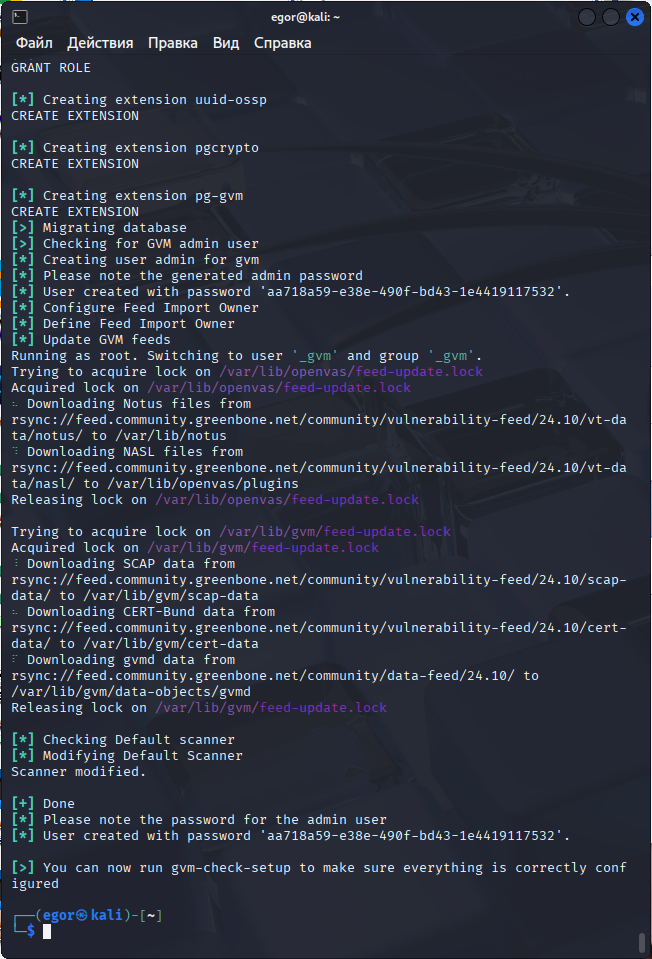 egor@kali: ~
Файл Действия Правка Вид Справка
GRANT ROLE
[*] Creating extension uuid-ossp
CREATE EXTENSION
[*] Creating extension pgcrypto
CREATE EXTENSION
[*] Creating extension pg-gvm
CREATE EXTENSION
[>] Migrating database
[>] Checking for GVM admin user
[*] Creating user admin for gvm
[*] Please note the generated admin password
[*] User created with password 'aa718a59-e38e-490f-bd43-1e4419117532'.
[*] Configure Feed Import Owner
[*] Define Feed Import Owner
[*] Update GVM feeds
Running as root. Switching to user '_gvm' and group '_gvm'.
Trying to acquire lock on /var/lib/openvas/feed-update.lock
Acquired lock on /var/lib/openvas/feed-update.lock
Downloading Notus files from
rsync://feed.community.greenbone.net/community/vulnerability-feed/24.10/vt-da
ta/notus/ to /var/lib/notus
Downloading NASL files from
rsync://feed.community.greenbone.net/community/vulnerability-feed/24.10/vt-da
ta/nasl/ to /var/lib/openvas/plugins
Releasing lock on /var/lib/openvas/feed-update.lock
Trying to acquire lock on /var/lib/gvm/feed-update.lock
Acquired lock on /var/lib/gvm/feed-update.lock
Downloading SCAP data from
rsync://feed.community.greenbone.net/community/vulnerability-feed/24.10/scap-
data/ to /var/lib/gvm/scap-data
Downloading CERT-Bund data from
rsync://feed.community.greenbone.net/community/vulnerability-feed/24.10/cert-
data/ to /var/lib/gvm/cert-data
Downloading gvmd data from
rsync://feed.community.greenbone.net/community/data-feed/24.10/ to
/var/lib/gvm/data-objects/gvmd
Releasing lock on /var/lib/gvm/feed-update.lock
[*] Checking Default scanner
[*] Modifying Default Scanner
Scanner modified.
[+] Done
[*] Please note the password for the admin user
[*] User created with password 'aa718a59-e38e-490f-bd43-1e4419117532'.
[>] You can now run gvm-check-setup to make sure everything is correctly conf
igured
┌──(egor㉿kali)-[~]
└─$